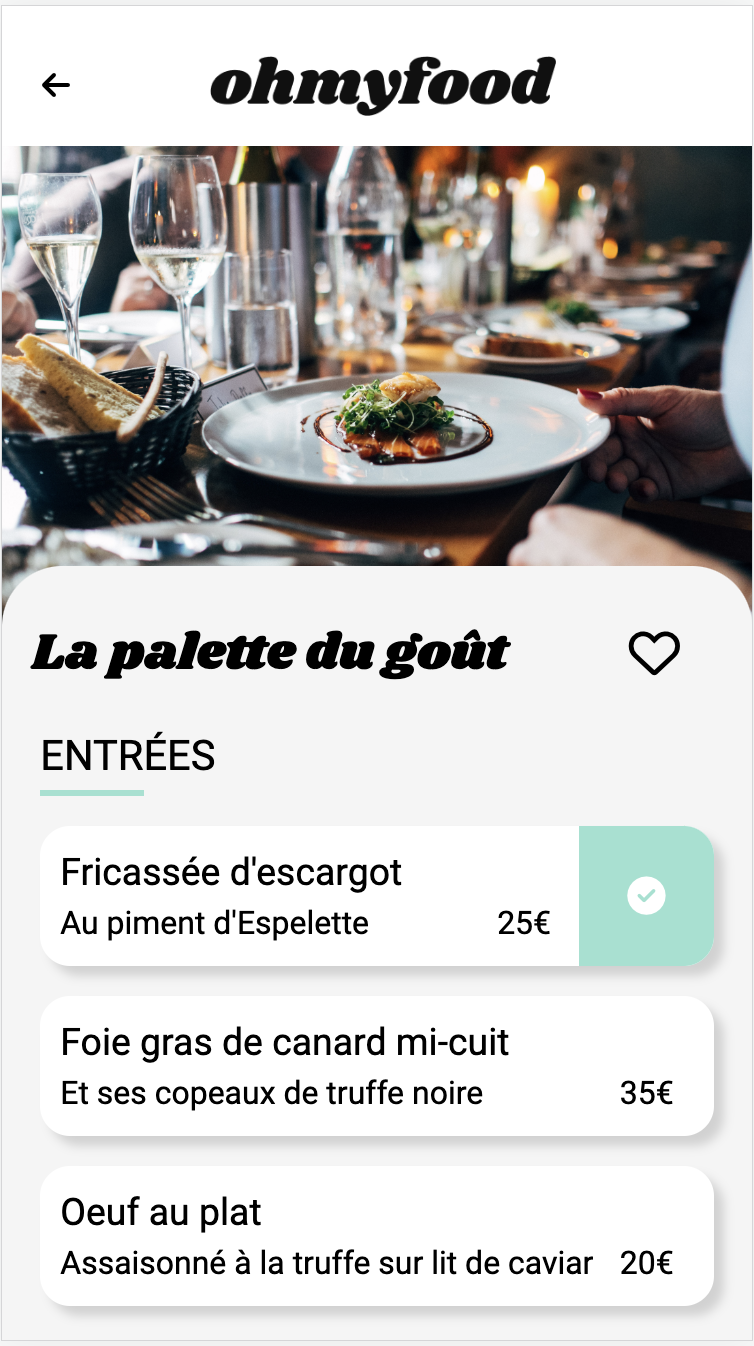 ohmyfood
La palette du goût
ENTRÉES
Fricassée d'escargot
Au piment d'Espelette 25€
Foie gras de canard mi-cuit
Et ses copeaux de truffe noire 35€
Oeuf au plat
Assaisonné à la truffe sur lit de caviar 20€